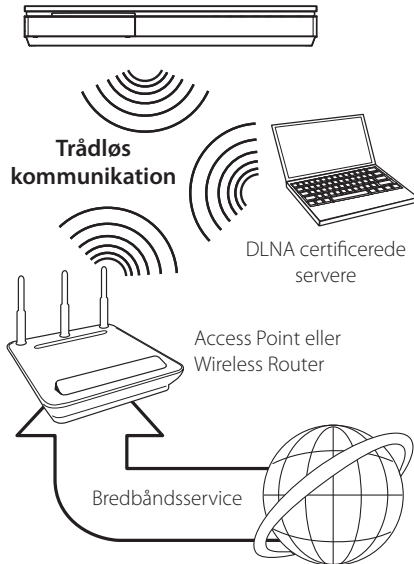 Trådløs
kommunikation
DLNA certificerede
servere
Access Point eller
Wireless Router
Bredbåndsservice